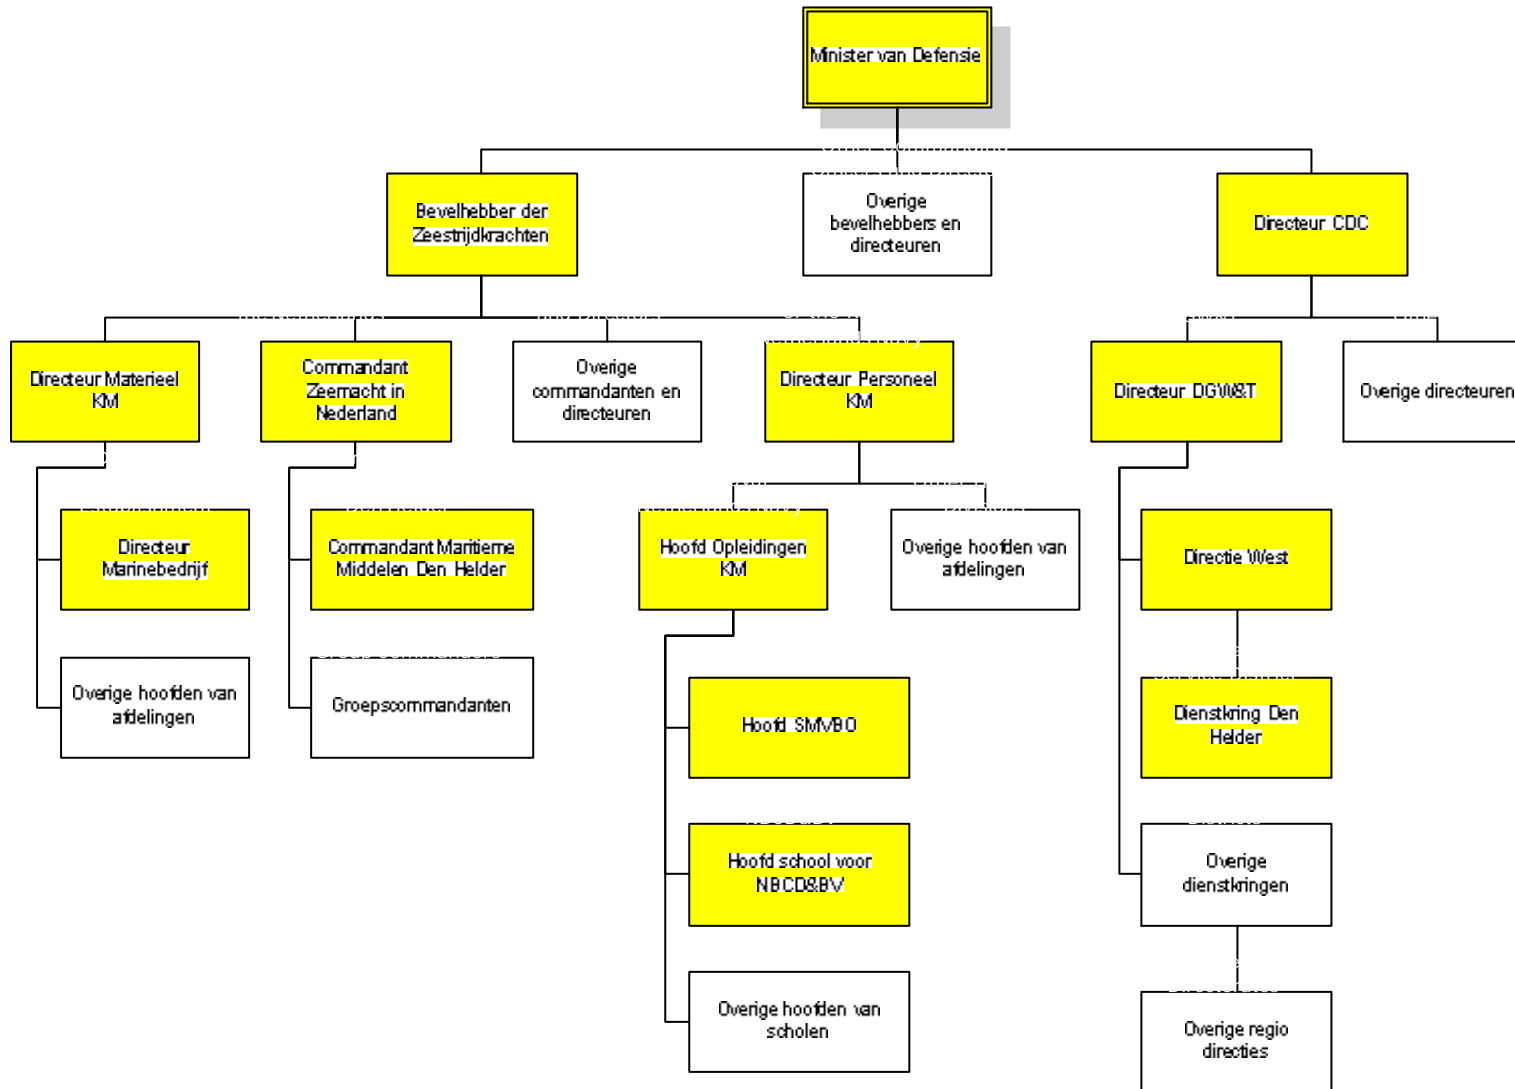 Minister van Defensie
Bevelhebber der
Zeestrijdkrachten
Overige
bevelhebbers en
directeuren
Directeur CDC
Directeur Materieel
KM
Commandant
Zeemacht in
Nederland
Overige
commandanten en
directeuren
Directeur Personeel
KM
Directeur DGW&T
Overige directeuren
Directeur
Marinebedrijf
Commandant Maritieme
Middelen Den Helder
Hoofd Opleidingen
KM
Overige hoofden van
afdelingen
Directie West
Overige hoofden van
afdelingen
Groepscommandanten
Hoofd SMVBO
Dienstkring Den
Helder
Hoofd school voor
NBCD&BV
Overige
dienstkringen
Overige hoofden van
scholen
Overige regio
directies